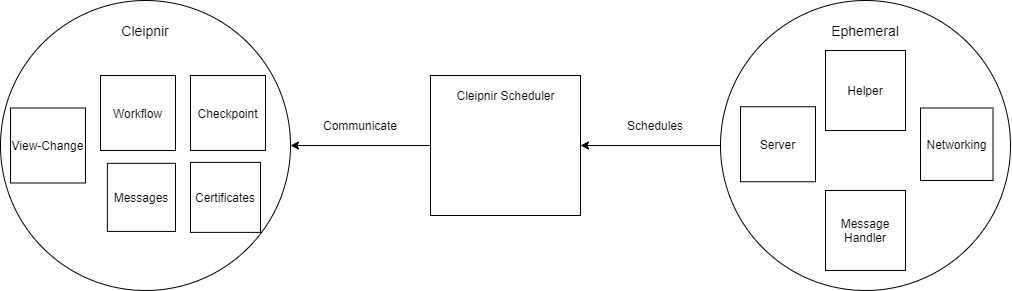 Cleipnir
View-Change
Workflow
Checkpoint
Messages
Certificates
Communicate
Cleipnir Scheduler
Schedules
Ephemeral
Helper
Server
Networking
Message
Handler